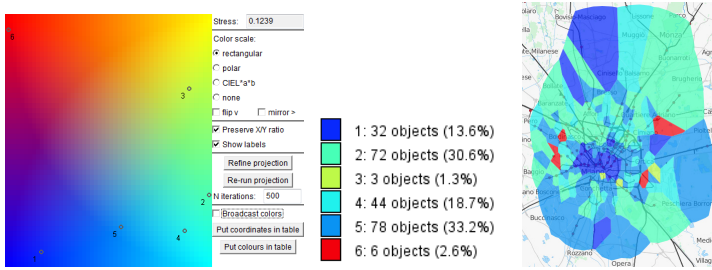 Stress: 0.1239
Color scale:
rectangular
polar
CIEL*a*b
none
flip v mirror >
Preserve X/Y ratio
Show labels
Refine projection
Re-run projection
N iterations: 500
Broadcast colors
Put coordinates in table
Put colours in table
6
3
2
5
4
1
1: 32 objects (13.6%)
2: 72 objects (30.6%)
3: 3 objects (1.3%)
4: 44 objects (18.7%)
5: 78 objects (33.2%)
6: 6 objects (2.6%)
Bovisio-Masciago
Muggiò
Monza
Milanese
Brugherio
Buccinasco
Rozzano
Opera